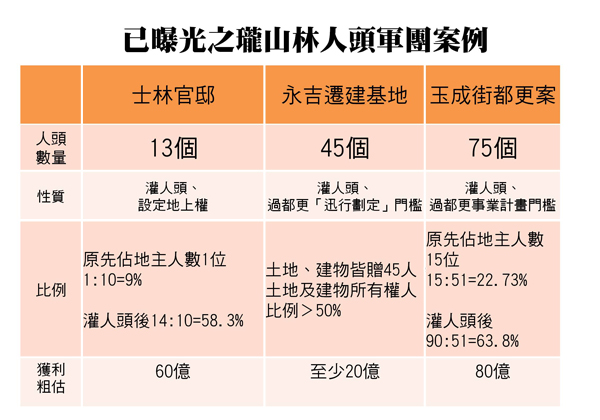 已曝光之瓏山林人頭軍團案例
士林官邸
永吉遷建基地
玉成街都更案
人頭
數量
13個
45個
75個
性質
灌人頭、
設定地上權
灌人頭、
過都更「迅行劃定」門檻
灌人頭、
過都更事業計畫門檻
比例
原先佔地主人數1位
1:10=9%
灌人頭後14:10=58.3%
土地、建物皆贈45人
土地及建物所有權人
比例＞50%
原先佔地主人數
15位
15:51=22.73%
灌人頭後
90:51=63.8%
獲利
粗估
60億
至少20億
80億